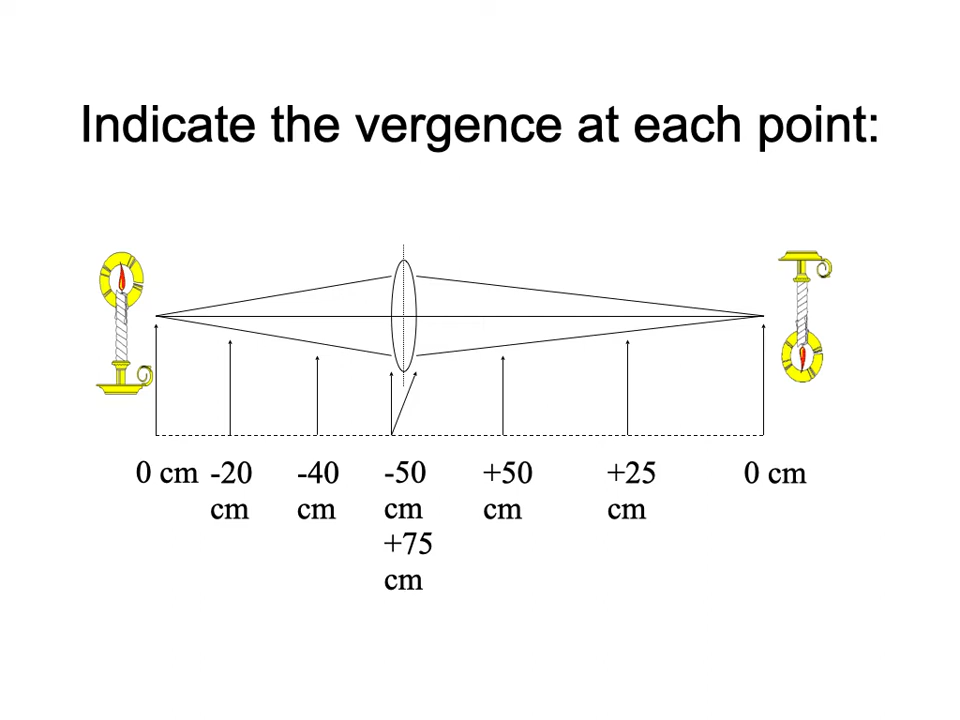 Indicate the vergence at each point:
0 cm -20 cm
-40 cm
-50 cm
+75 cm
+50 cm
+25 cm
0 cm